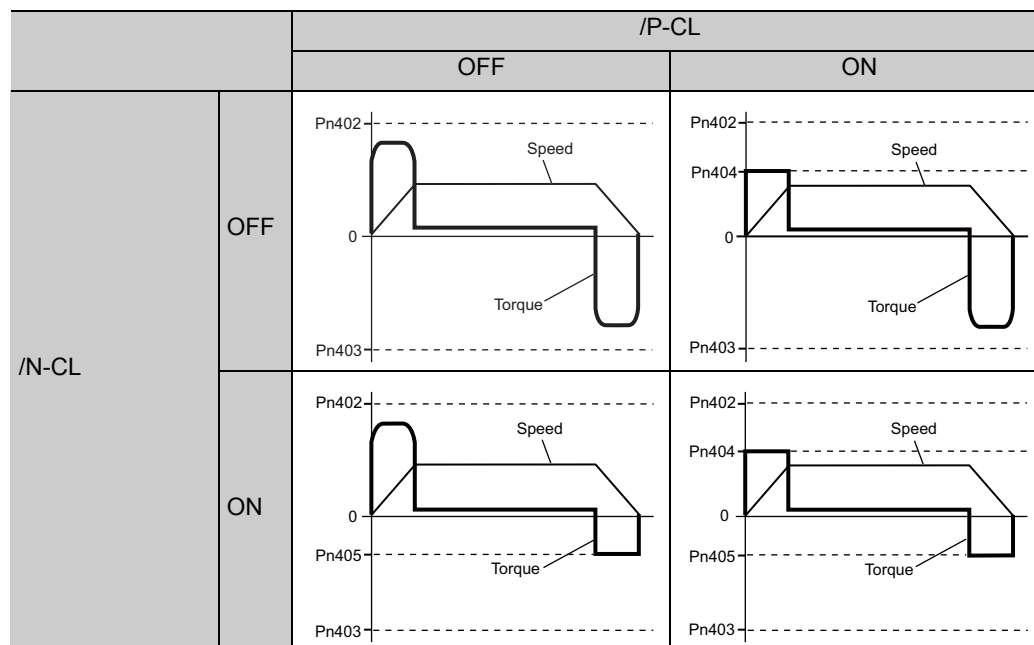 /P-CL
OFF
ON
/N-CL
OFF
Pn402
Speed
0
Torque
Pn403
Pn402
Pn404
Speed
0
Torque
Pn403
ON
Pn402
Speed
0
Pn405
Torque
Pn403
Pn402
Pn404
Speed
0
Pn405
Torque
Pn403